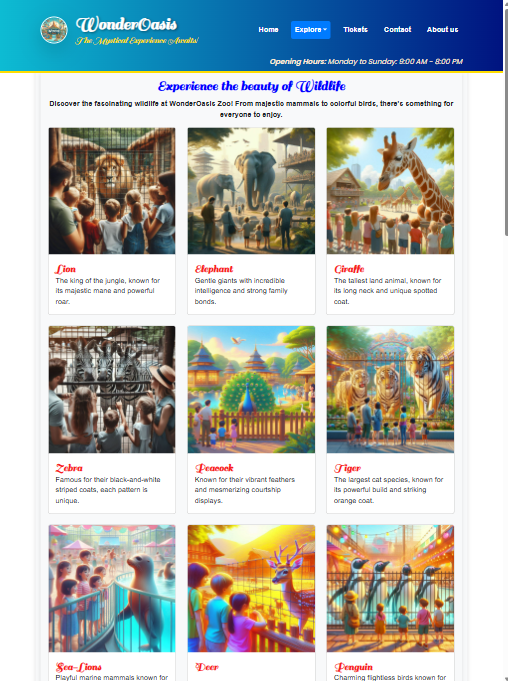 WonderOasis
The Mystical Experience Awaits!
Home Explore Tickets Contact About us
Opening Hours: Monday to Sunday: 9:00 AM - 8:00 PM
Experience the beauty of Wildlife
Discover the fascinating wildlife at WonderOasis Zoo! From majestic mammals to colorful birds, there's something for
everyone to enjoy.
Lion
The king of the jungle, known for
its majestic mane and powerful
roar.
Elephant
Gentle giants with incredible
intelligence and strong family
bonds.
Giraffe
The tallest land animal, known for
its long neck and unique spotted
coat.
Zebra
Famous for their black-and-white
striped coats, each pattern is
unique.
Peacock
Known for their vibrant feathers
and mesmerizing courtship
displays.
Tiger
The largest cat species, known for
its powerful build and striking
orange coat.
Sea-Lions
Playful marine mammals known for
Deer
Penguin
Charming flightless birds known for